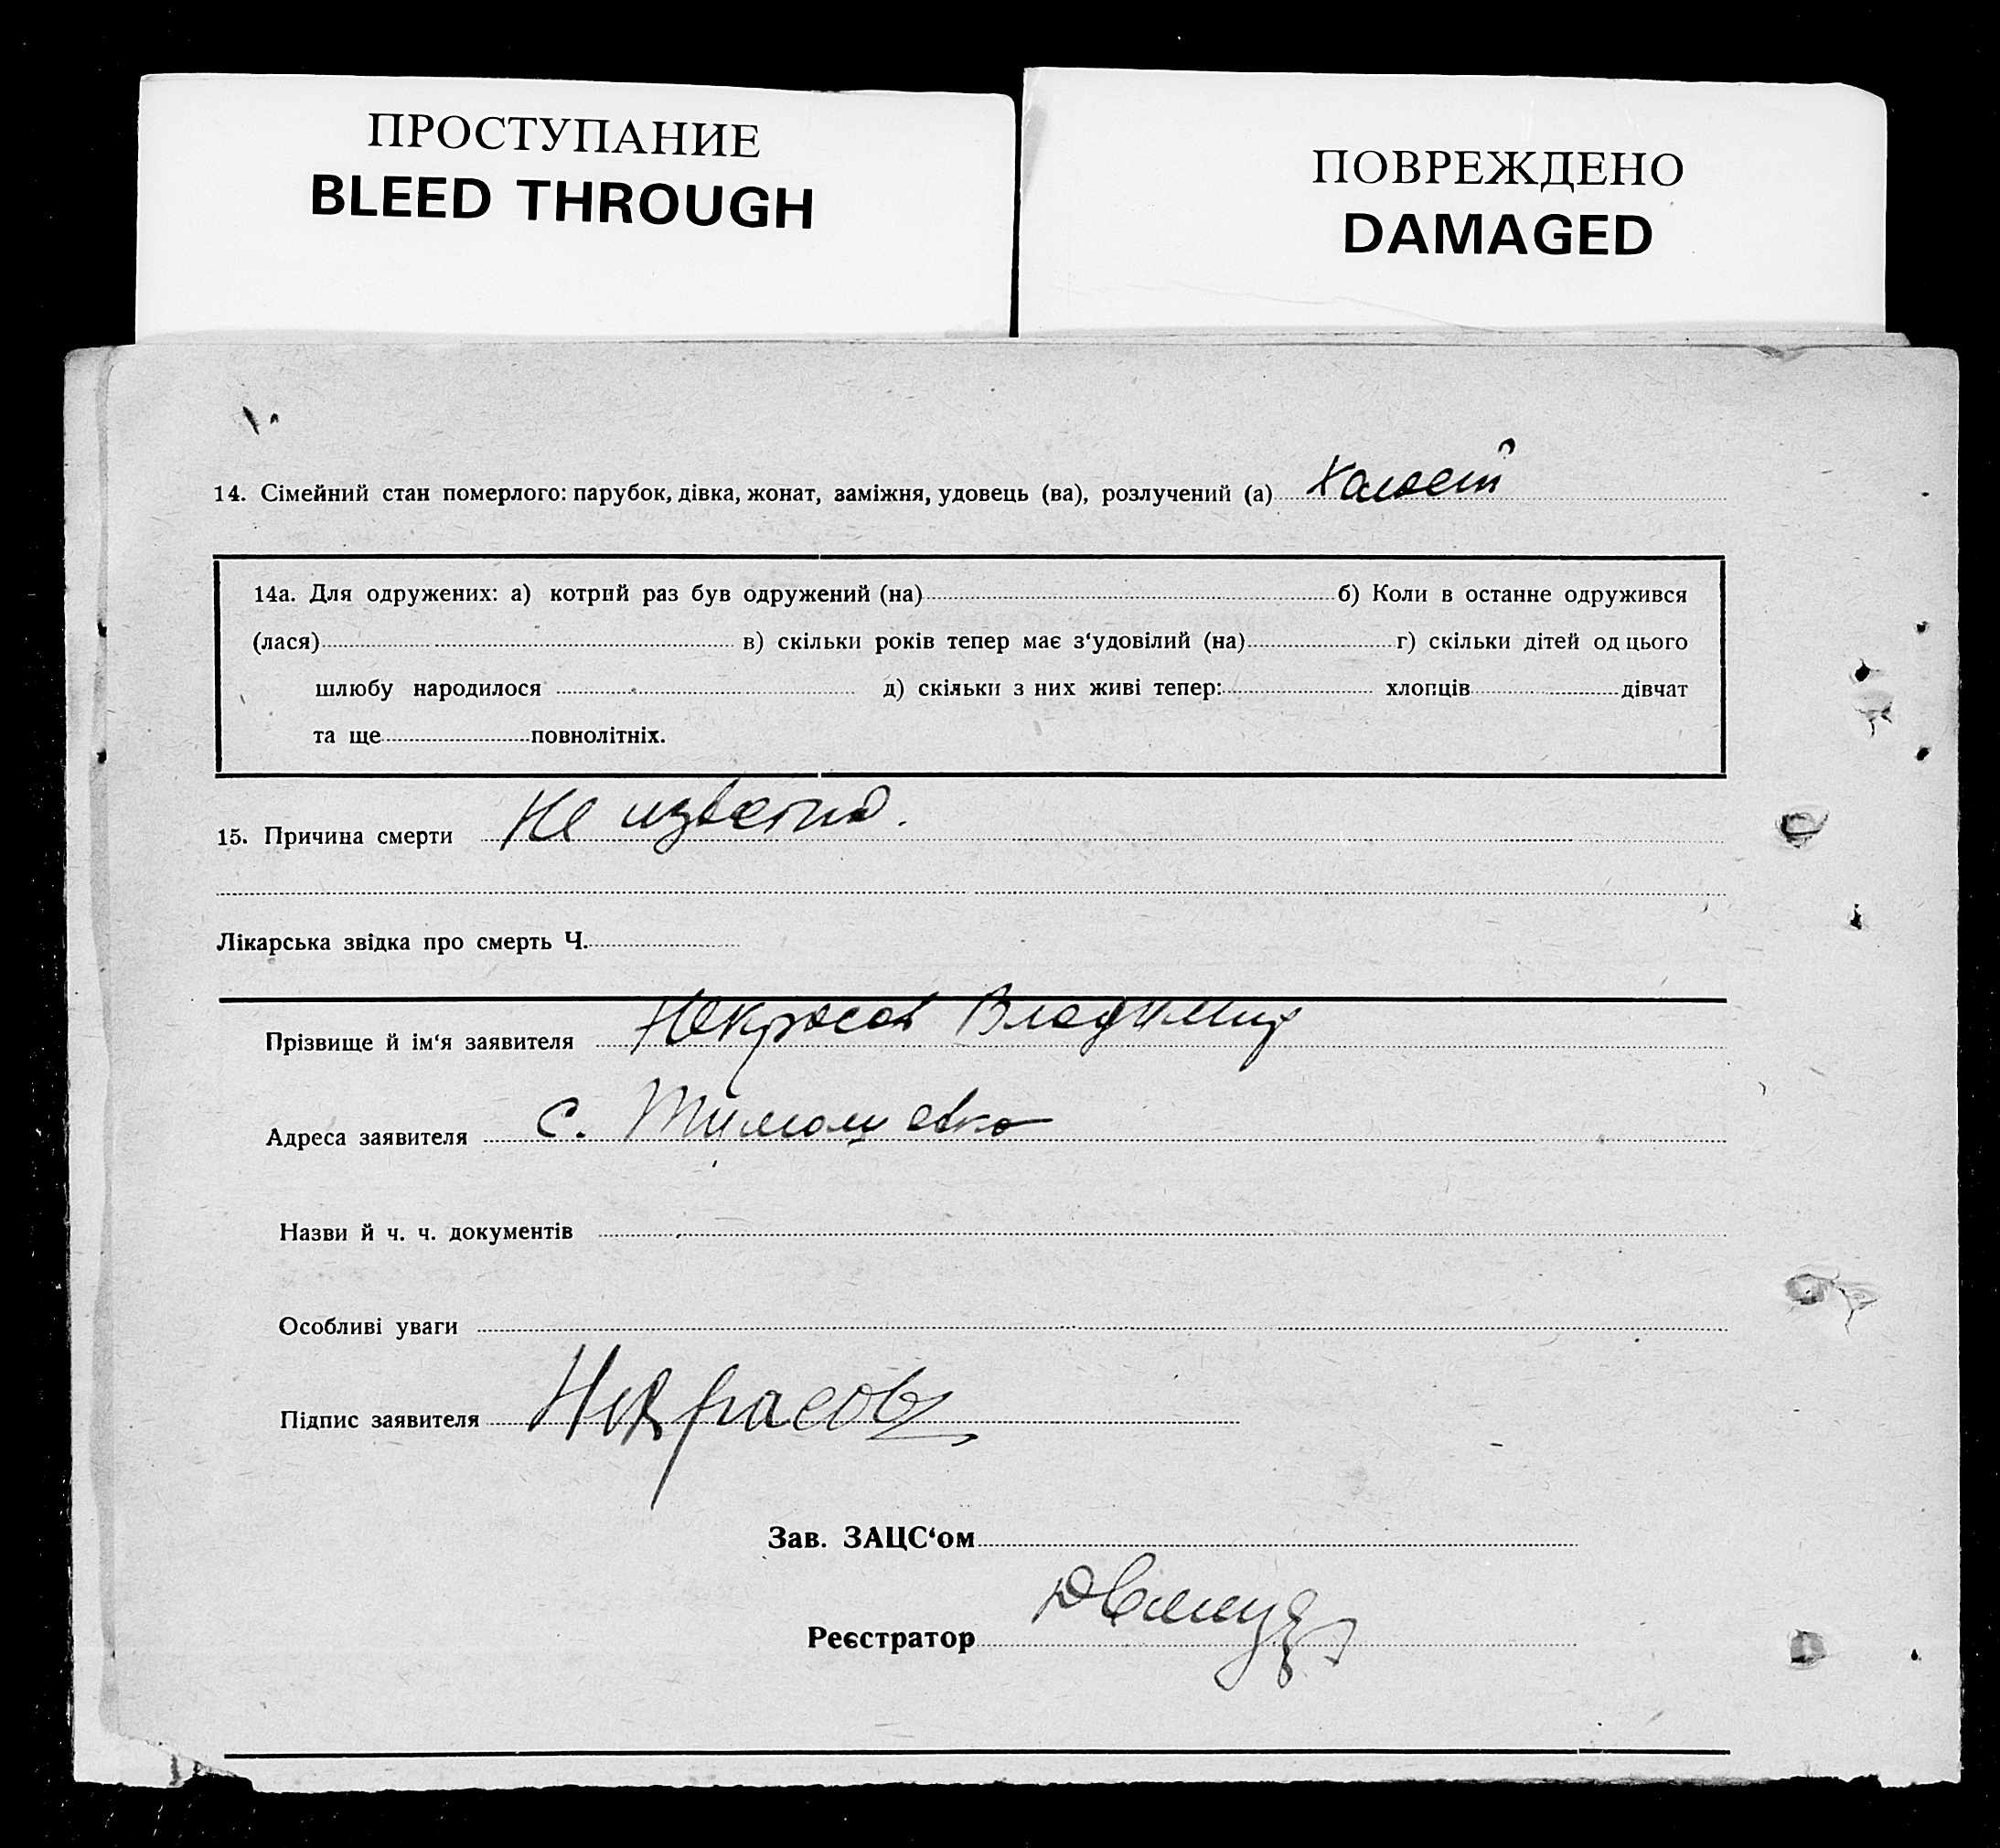 ПРОСТУПАНИЕ
BLEED THROUGH
ПОВРЕЖДЕНО
DAMAGED
14. Сімейний стан померлого: парубок, дівка, жонат, заміжня, удовець (ва), розлучений (а) Холост
14а. Для одружених: а) котрий раз був одружений (на) б) Коли в останне одружився
(лася) в) скільки років тепер має з‘удовілий (на) г) скільки дітей од цього
шлюбу народилося д) скільки з них живі тепер: хлопців дівчат
та ще повнолітніх.
15. Причина смерти Не известно.
Лікарська звідка про смерть Ч.
Прізвище й ім‘я заявителя Некрасов Владимир
Адреса заявителя с. Тимошевка
Назви й ч. ч. документів
Особливі уваги
Підпис заявителя Некрасов
Зав. ЗАЦС‘ом
Реєстратор